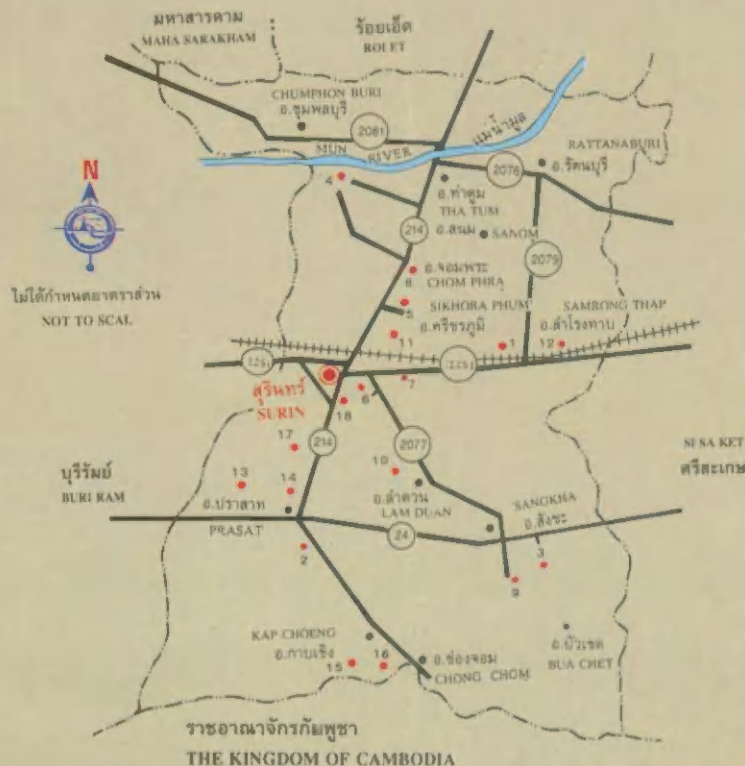 มหาสารคาม
MAHA SARAKHAM
ร้อยเอ็ด
ROI ET
CHUMPHON BURI
อ.ชุมพลบุรี
2081
แม่น้ำมูล
MUN RIVER
RATTANABURI
อ.รัตนบุรี
2076
N
4
อ.ท่าตูม
THA TUM
214
อ.สนม
SANOM
2079
ไม่ได้กำหนดมาตราส่วน
NOT TO SCAL
อ.จอมพระ
CHOM PHRA
8
5
SIKHORA PHUM
อ.ศรีขรภูมิ
SAMRONG THAP
อ.สำโรงทาบ
11
1
12
สุรินทร์
SURIN
6
7
18
17
214
2077
SI SA KET
ศรีสะเกษ
บุรีรัมย์
BURI RAM
13
14
10
อ.ปราสาท
PRASAT
อ.ลำดวน
LAM DUAN
SANGKHA
อ.สังขะ
24
2
3
9
KAP CHOENG
อ.กาบเชิง
15
16
อ.ช่องจอม
CHONG CHOM
อ.บัวเชด
BUA CHET
ราชอาณาจักรกัมพูชา
THE KINGDOM OF CAMBODIA